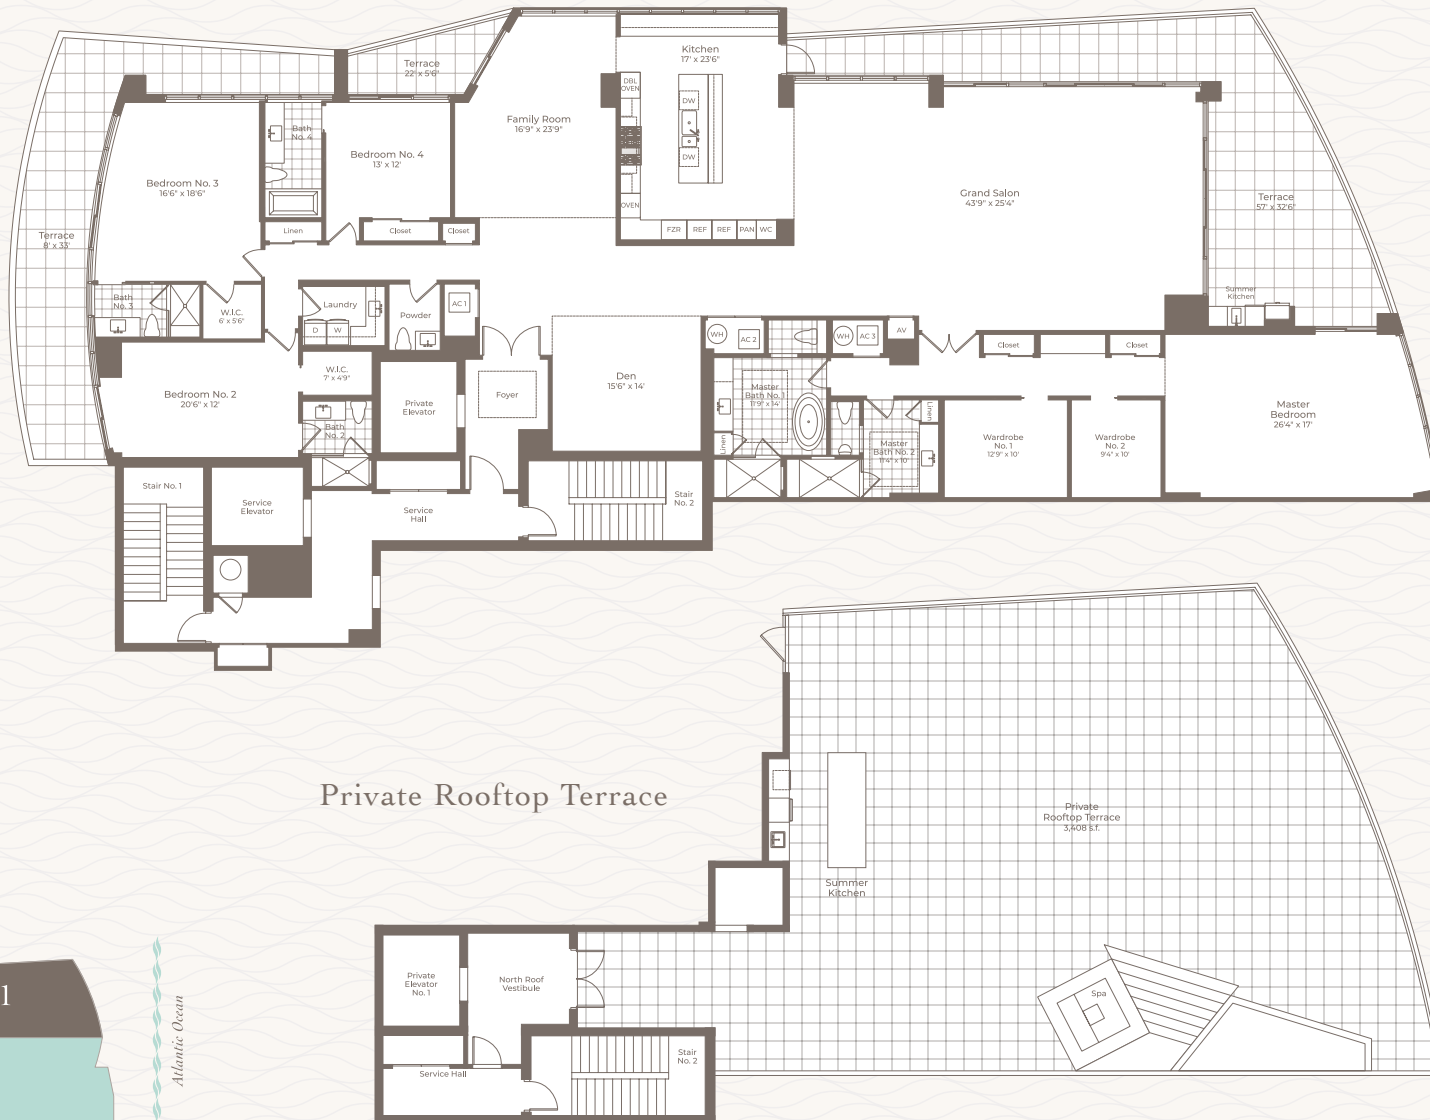 Terrace
22' x 5'6"
Kitchen
17' x 23'6"
DBL
OVEN
DW
DW
OVEN
FZR
REF
REF
PAN
WC
Family Room
16'9" x 23'9"
Bath
No. 4
Bedroom No. 4
13' x 12'
Bedroom No. 3
16'6" x 18'6"
Grand Salon
43'9" x 25'4"
Terrace
57' x 32'6"
Terrace
8' x 33'
Linen
Closet
Closet
Summer
Kitchen
Bath
No. 3
W.I.C.
6' x 5'6"
Laundry
D
W
Powder
AC 1
WH
AC 2
WH
AC 3
AV
Closet
Closet
Bedroom No. 2
20'6" x 12'
W.I.C.
7' x 4'9"
Private
Elevator
Foyer
Den
15'6" x 14'
Master
Bath No. 1
11'9" x 14'
Linen
Linen
Master
Bath No. 2
11'4" x 10'
Wardrobe
No. 1
12'9" x 10'
Wardrobe
No. 2
9'4" x 10'
Master
Bedroom
26'4" x 17'
Bath
No. 2
Stair No. 1
Service
Elevator
Service
Hall
Stair
No. 2
Private Rooftop Terrace
Private
Rooftop Terrace
3,408 s.f.
Summer
Kitchen
Private
Elevator
No. 1
North Roof
Vestibule
Spa
Stair
No. 2
Service Hall
1
Atlantic Ocean